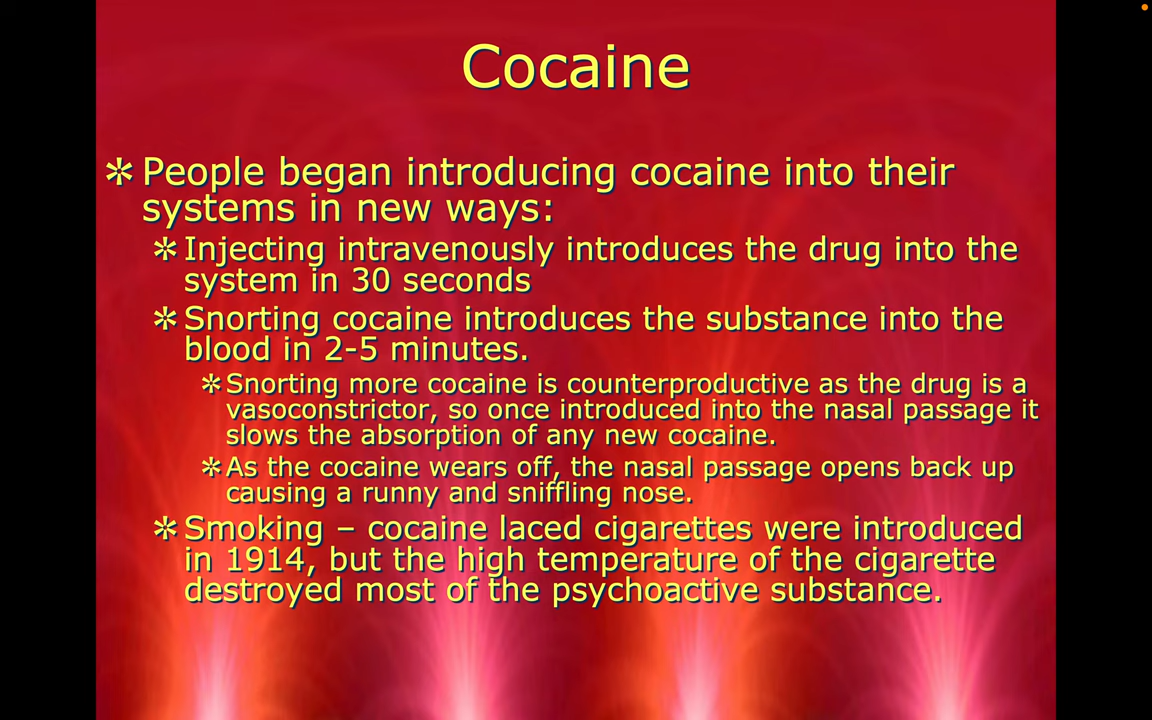 Cocaine
✲ People began introducing cocaine into their
systems in new ways:
✲ Injecting intravenously introduces the drug into the
system in 30 seconds
✲ Snorting cocaine introduces the substance into the
blood in 2-5 minutes.
✲ Snorting more cocaine is counterproductive as the drug is a
vasoconstrictor, so once introduced into the nasal passage it
slows the absorption of any new cocaine.
✲ As the cocaine wears off, the nasal passage opens back up
causing a runny and sniffling nose.
✲ Smoking – cocaine laced cigarettes were introduced
in 1914, but the high temperature of the cigarette
destroyed most of the psychoactive substance.